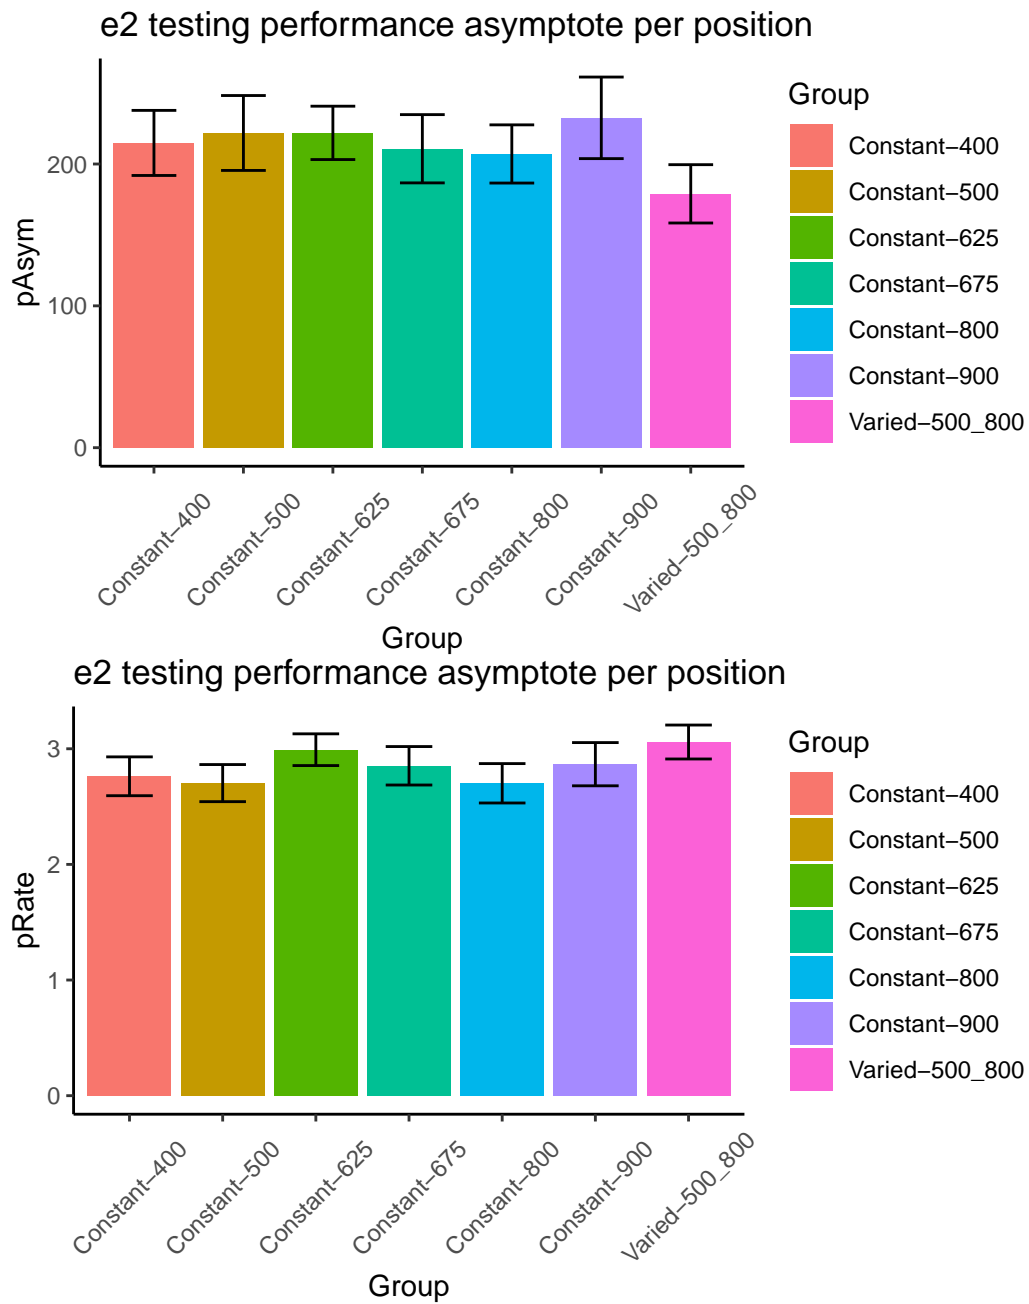 e2 testing performance asymptote per position
pAsym
200
100
0
Constant−400
Constant−500
Constant−625
Constant−675
Constant−800
Constant−900
Varied−500_800
Group
Group
Constant−400
Constant−500
Constant−625
Constant−675
Constant−800
Constant−900
Varied−500_800
e2 testing performance asymptote per position
pRate
3
2
1
0
Constant−400
Constant−500
Constant−625
Constant−675
Constant−800
Constant−900
Varied−500_800
Group
Group
Constant−400
Constant−500
Constant−625
Constant−675
Constant−800
Constant−900
Varied−500_800